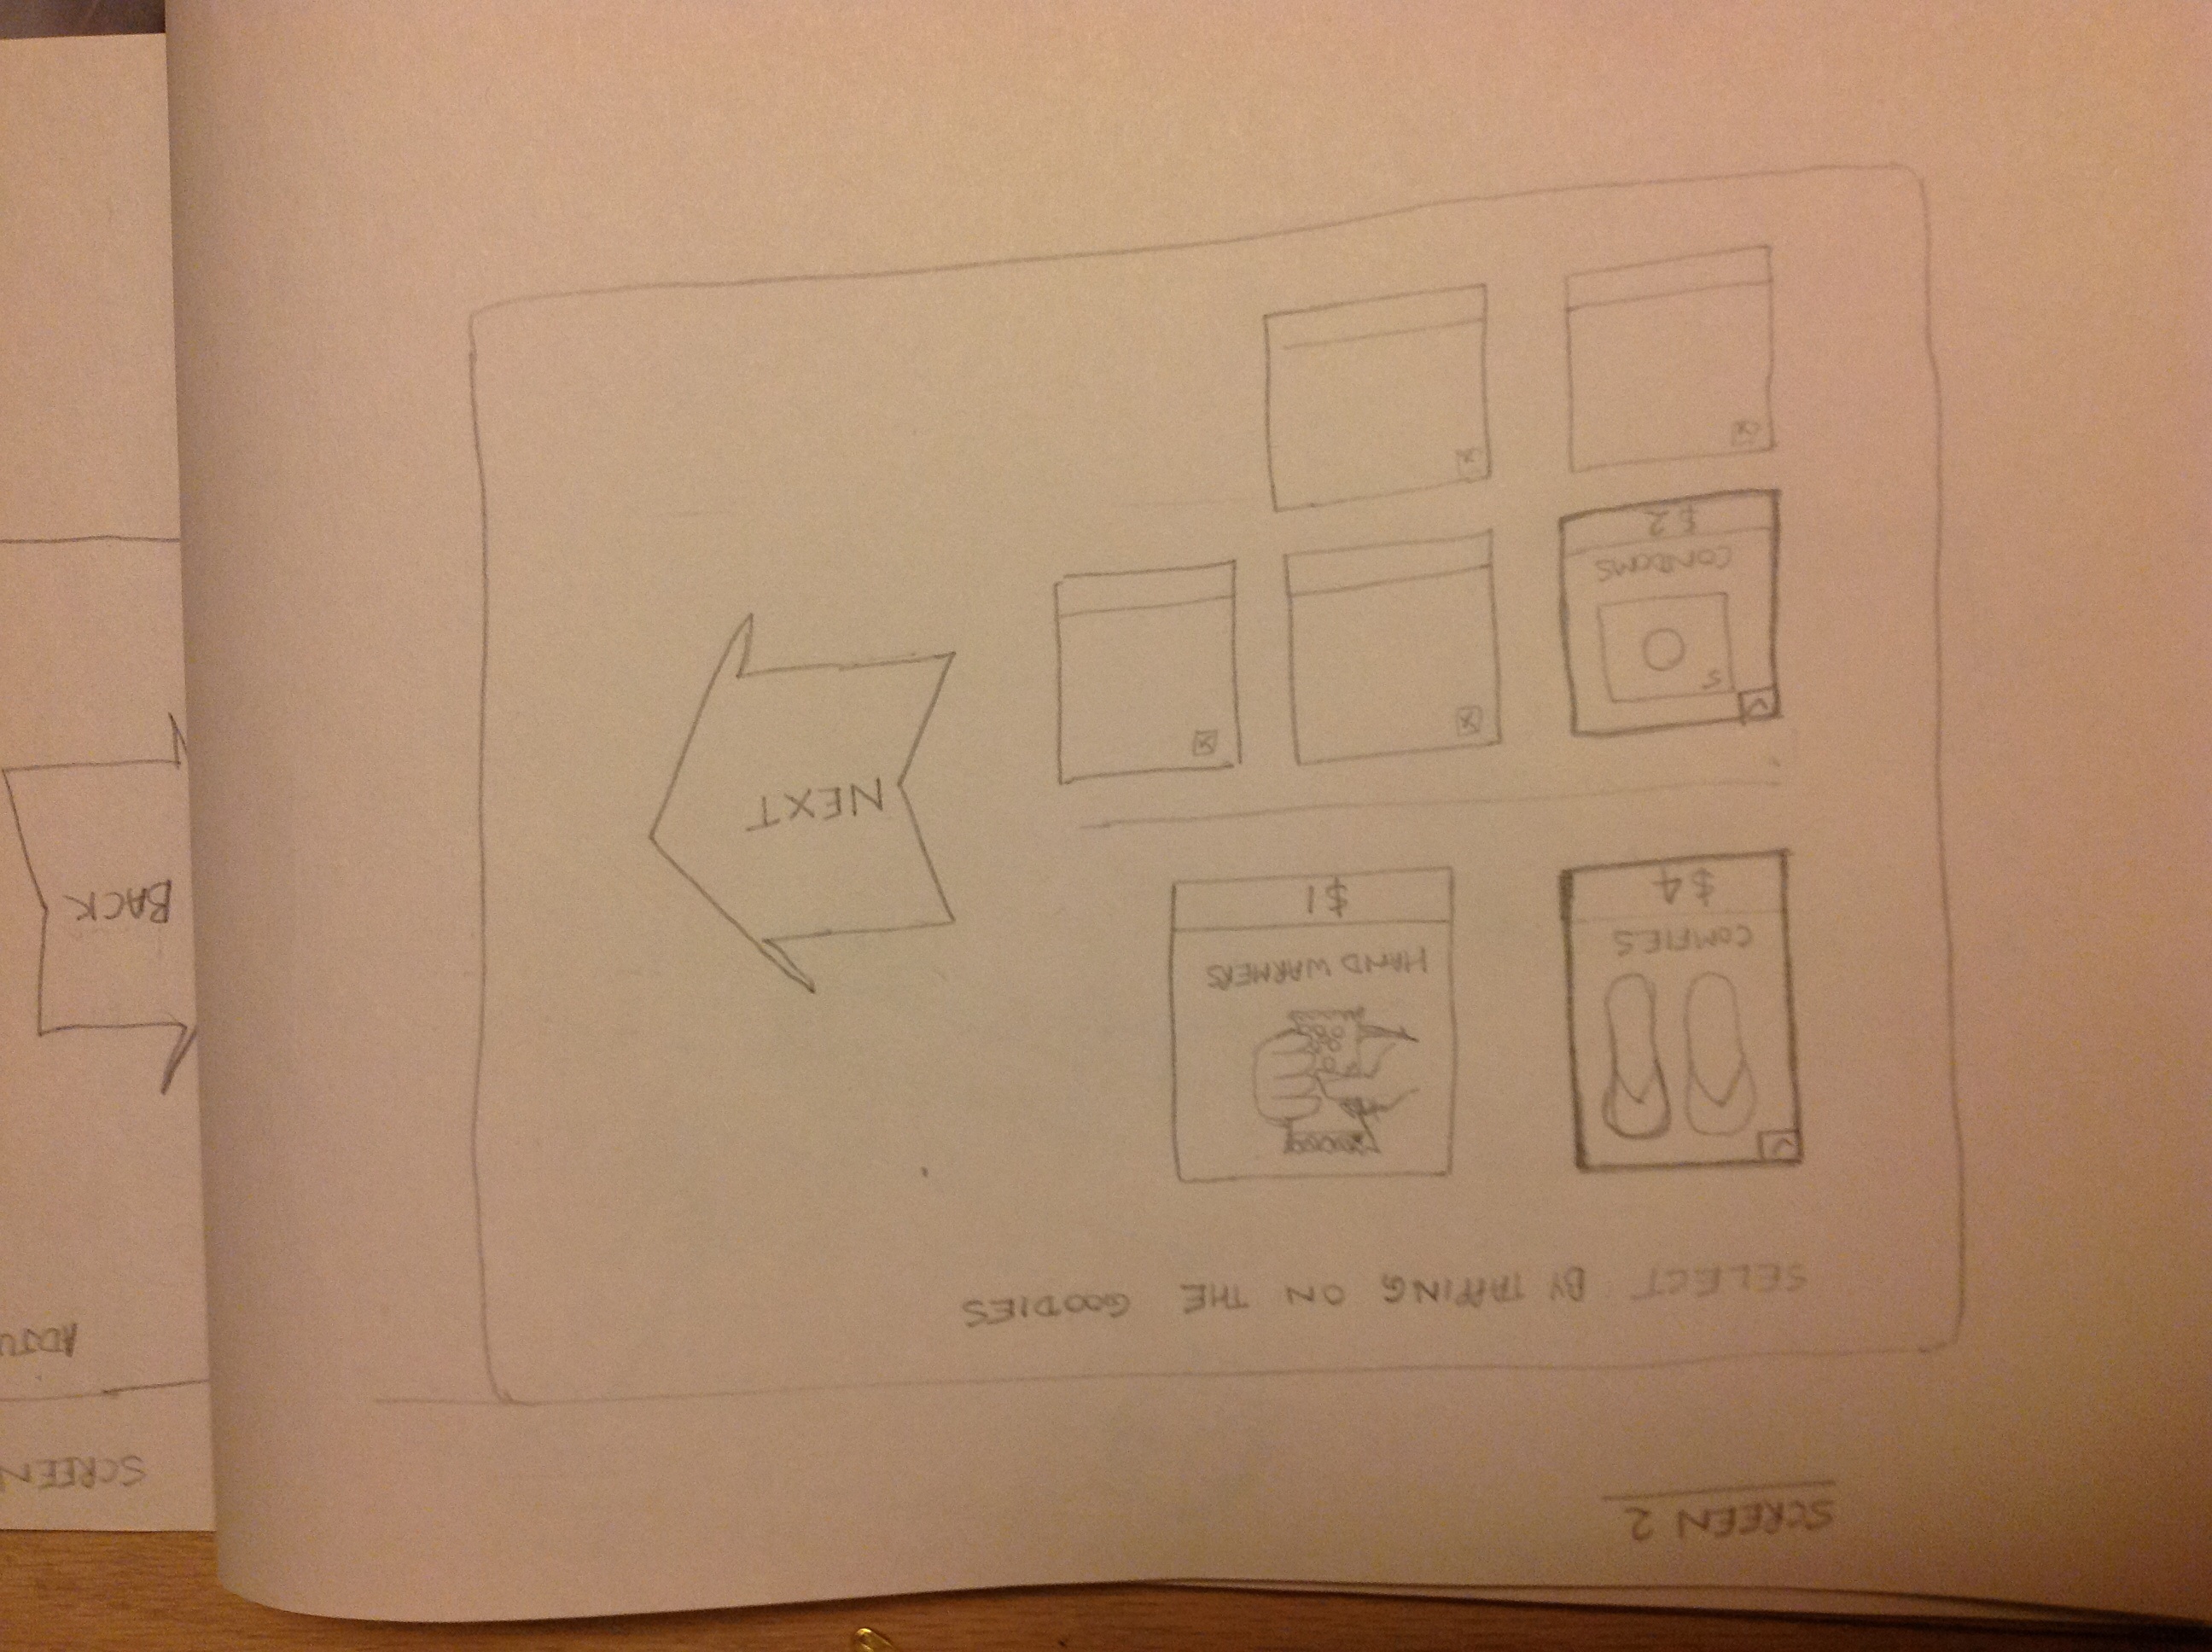 SCREEN 2
SELECT BY TAPPING ON THE GOODIES
COMFIES
$4
HAND WARMERS
$1
NEXT
S
CONDOMS
$2
SCREEN
ADJU
BACK